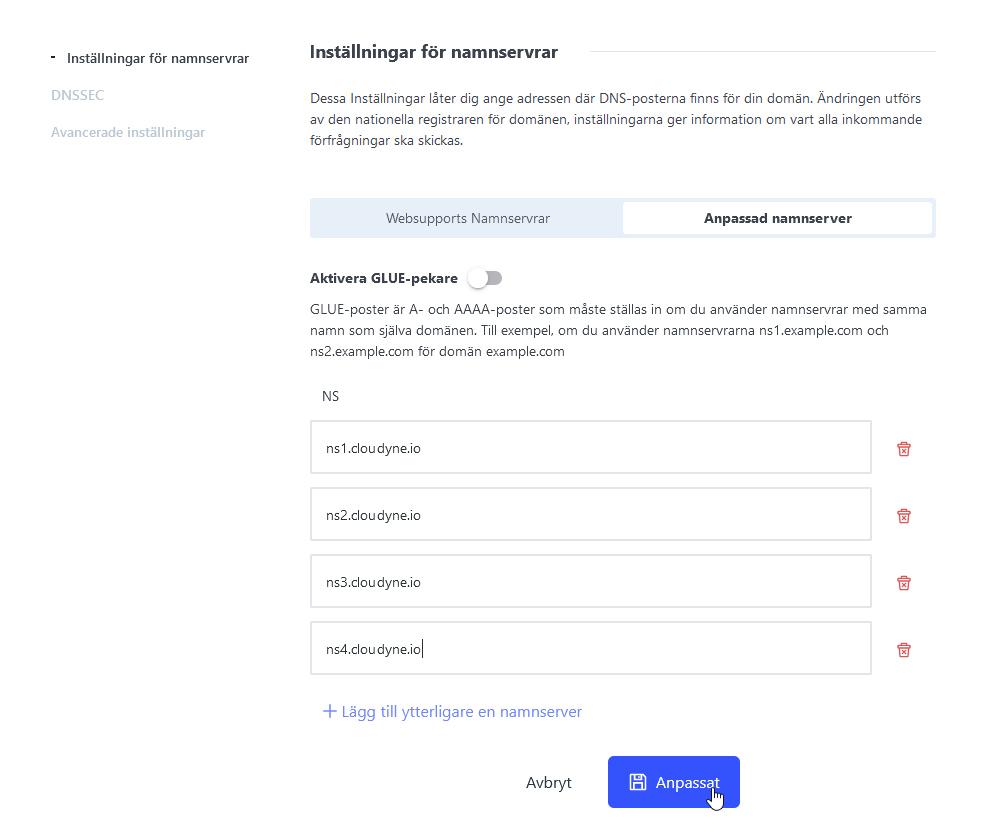 - Inställningar för namnservrar
DNSSEC
Avancerade inställningar
Inställningar för namnservrar
Dessa Inställningar låter dig ange adressen där DNS-posterna finns för din domän. Ändringen utförs
av den nationella registraren för domänen, inställningarna ger information om vart alla inkommande
förfrågningar ska skickas.
Websupports Namnservrar
Anpassad namnserver
Aktivera GLUE-pekare
GLUE-poster är A- och AAAA-poster som måste ställas in om du använder namnservrar med samma
namn som själva domänen. Till exempel, om du använder namnservrarna ns1.example.com och
ns2.example.com för domän example.com
NS
ns1.cloudyne.io
ns2.cloudyne.io
ns3.cloudyne.io
ns4.cloudyne.io
+ Lägg till ytterligare en namnserver
Avbryt
Anpassat